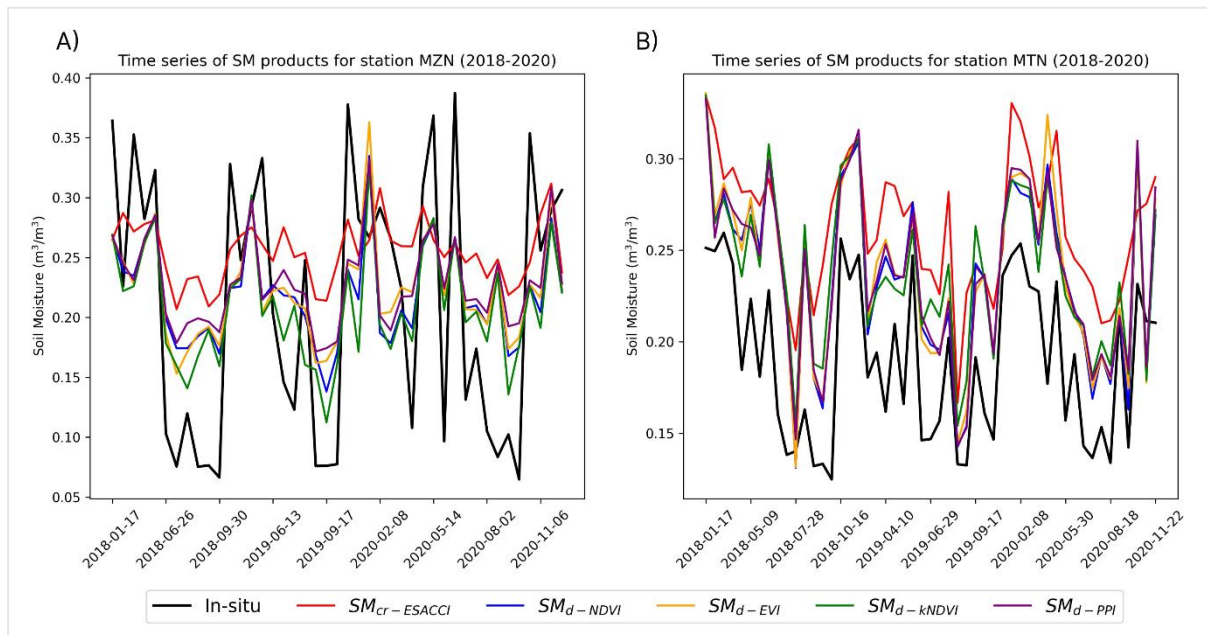 A)
Time series of SM products for station MZN (2018-2020)
Soil Moisture (m³/m³)
0.40
0.35
0.30
0.25
0.20
0.15
0.10
0.05
2018-01-17
2018-06-26
2018-09-30
2019-06-13
2019-09-17
2020-02-08
2020-05-14
2020-08-02
2020-11-06
B)
Time series of SM products for station MTN (2018-2020)
Soil Moisture (m³/m³)
0.30
0.25
0.20
0.15
2018-01-17
2018-05-09
2018-07-28
2018-10-16
2019-04-10
2019-06-29
2019-09-17
2020-02-08
2020-05-30
2020-08-18
2020-11-22
In-situ
SM_{cr-ESACCI}
SM_{d-NDVI}
SM_{d-EVI}
SM_{d-kNDVI}
SM_{d-PPI}